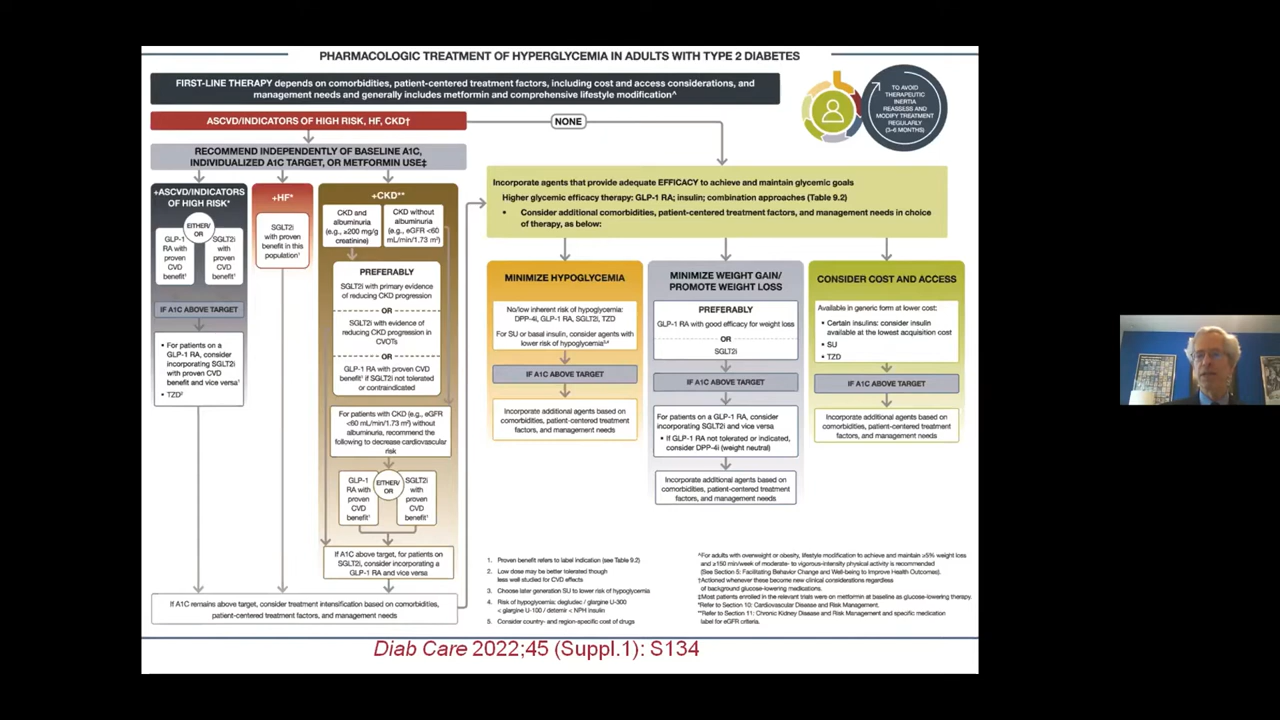 PHARMACOLOGIC TREATMENT OF HYPERGLYCEMIA IN ADULTS WITH TYPE 2 DIABETES
FIRST-LINE THERAPY depends on comorbidities, patient-centered treatment factors, including cost and access considerations, and
management needs and generally includes metformin and comprehensive lifestyle modification^
TO AVOID
THERAPEUTIC
INERTIA
REASSESS AND
MODIFY TREATMENT
REGULARLY
(3–6 MONTHS)
ASCVD/INDICATORS OF HIGH RISK, HF, CKD†
NONE
RECOMMEND INDEPENDENTLY OF BASELINE A1C,
INDIVIDUALIZED A1C TARGET, OR METFORMIN USE‡
+ASCVD/INDICATORS
OF HIGH RISK*
EITHER/
OR
GLP-1
RA with
proven
CVD
benefit¹
SGLT2i
with
proven
CVD
benefit¹
IF A1C ABOVE TARGET
• For patients on a
GLP-1 RA, consider
incorporating SGLT2i
with proven CVD
benefit and vice versa¹
• TZD²
+HF*
SGLT2i
with proven
benefit in this
population¹
+CKD**
CKD and
albuminuria
(e.g., ≥200 mg/g
creatinine)
CKD without
albuminuria
(e.g., eGFR <60
mL/min/1.73 m²)
PREFERABLY
SGLT2i with primary evidence
of reducing CKD progression
OR
SGLT2i with evidence of
reducing CKD progression in
CVOTs
OR
GLP-1 RA with proven CVD
benefit¹ if SGLT2i not tolerated
or contraindicated
For patients with CKD (e.g., eGFR
<60 mL/min/1.73 m²) without
albuminuria, recommend the
following to decrease cardiovascular
risk
EITHER/
OR
GLP-1
RA with
proven
CVD
benefit¹
SGLT2i
with
proven
CVD
benefit¹
If A1C above target, for patients on
SGLT2i, consider incorporating a
GLP-1 RA and vice versa
If A1C remains above target, consider treatment intensification based on comorbidities,
patient-centered treatment factors, and management needs
Incorporate agents that provide adequate EFFICACY to achieve and maintain glycemic goals
Higher glycemic efficacy therapy: GLP-1 RA; insulin; combination approaches (Table 9.2)
• Consider additional comorbidities, patient-centered treatment factors, and management needs in choice
of therapy, as below:
MINIMIZE HYPOGLYCEMIA
No/low inherent risk of hypoglycemia:
DPP-4i, GLP-1 RA, SGLT2i, TZD
For SU or basal insulin, consider agents with
lower risk of hypoglycemia³,⁴
IF A1C ABOVE TARGET
Incorporate additional agents based on
comorbidities, patient-centered treatment
factors, and management needs
MINIMIZE WEIGHT GAIN/
PROMOTE WEIGHT LOSS
PREFERABLY
GLP-1 RA with good efficacy for weight loss
OR
SGLT2i
IF A1C ABOVE TARGET
For patients on a GLP-1 RA, consider
incorporating SGLT2i and vice versa
• If GLP-1 RA not tolerated or indicated,
consider DPP-4i (weight neutral)
Incorporate additional agents based on
comorbidities, patient-centered treatment
factors, and management needs
CONSIDER COST AND ACCESS
Available in generic form at lower cost:
• Certain insulins: consider insulin
available at the lowest acquisition cost
• SU
• TZD
IF A1C ABOVE TARGET
Incorporate additional agents based on
comorbidities, patient-centered treatment
factors, and management needs
1. Proven benefit refers to label indication (see Table 9.2)
2. Low dose may be better tolerated though
less well studied for CVD effects
3. Choose later generation SU to lower risk of hypoglycemia
4. Risk of hypoglycemia: degludec / glargine U-300
< glargine U-100 / detemir < NPH insulin
5. Consider country- and region-specific cost of drugs
^For adults with overweight or obesity, lifestyle modification to achieve and maintain ≥5% weight loss
and ≥150 min/week of moderate- to vigorous-intensity physical activity is recommended
(See Section 5: Facilitating Behavior Change and Well-being to Improve Health Outcomes).
†Actioned whenever these become new clinical considerations regardless
of background glucose-lowering medications.
‡Most patients enrolled in the relevant trials were on metformin at baseline as glucose-lowering therapy.
*Refer to Section 10: Cardiovascular Disease and Risk Management.
**Refer to Section 11: Chronic Kidney Disease and Risk Management and specific medication
label for eGFR criteria.
Diab Care 2022;45 (Suppl.1): S134